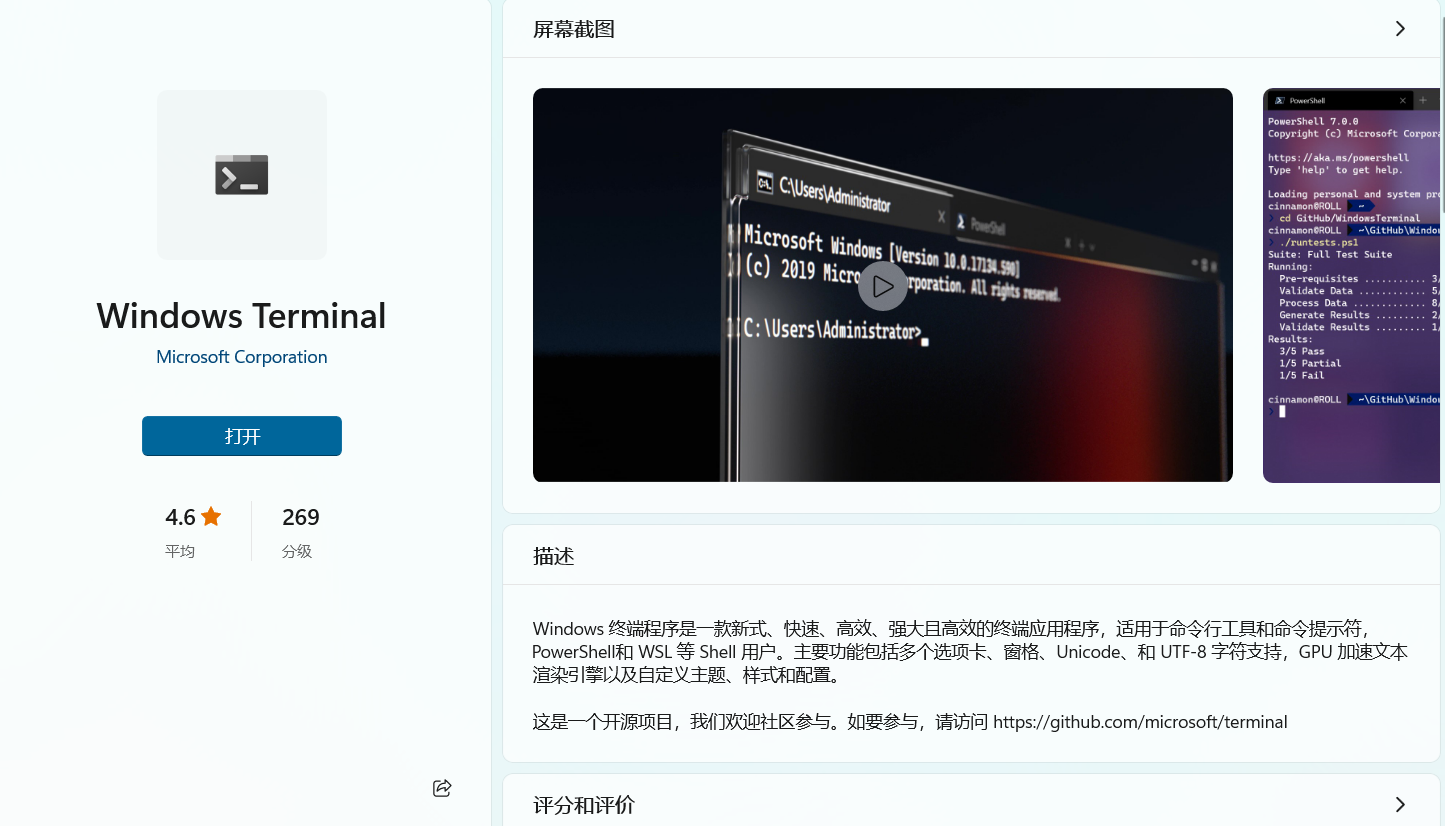 Windows Terminal
Microsoft Corporation
打开
4.6
平均
269
分级
屏幕截图
C:\Users\Administrator
PowerShell
Microsoft Windows [Version 10.0.17134.590]
(c) 2019 Micro rporation. All rights reserved.
C:\Users\Administrator>
PowerShell
PowerShell 7.0.0
Copyright (c) Microsoft Corpora
https://aka.ms/powershell
Type 'help' to get help.
Loading personal and system pro
cinnamon@ROLL ~
> cd GitHub/WindowsTerminal
cinnamon@ROLL ~\GitHub\Window
> ./runtests.ps1
Suite: Full Test Suite
Running:
Pre-requisites .......... 3/
Validate Data ........... 5/
Process Data ............ 8/
Generate Results ........ 2/
Validate Results ........ 1/
Results:
3/5 Pass
1/5 Partial
1/5 Fail
cinnamon@ROLL ~\GitHub\Window
>
描述
Windows 终端程序是一款新式、快速、高效、强大且高效的终端应用程序，适用于命令行工具和命令提示符，
PowerShell和 WSL 等 Shell 用户。主要功能包括多个选项卡、窗格、Unicode、和 UTF-8 字符支持，GPU 加速文本
渲染引擎以及自定义主题、样式和配置。
这是一个开源项目，我们欢迎社区参与。如要参与，请访问 https://github.com/microsoft/terminal
评分和评价